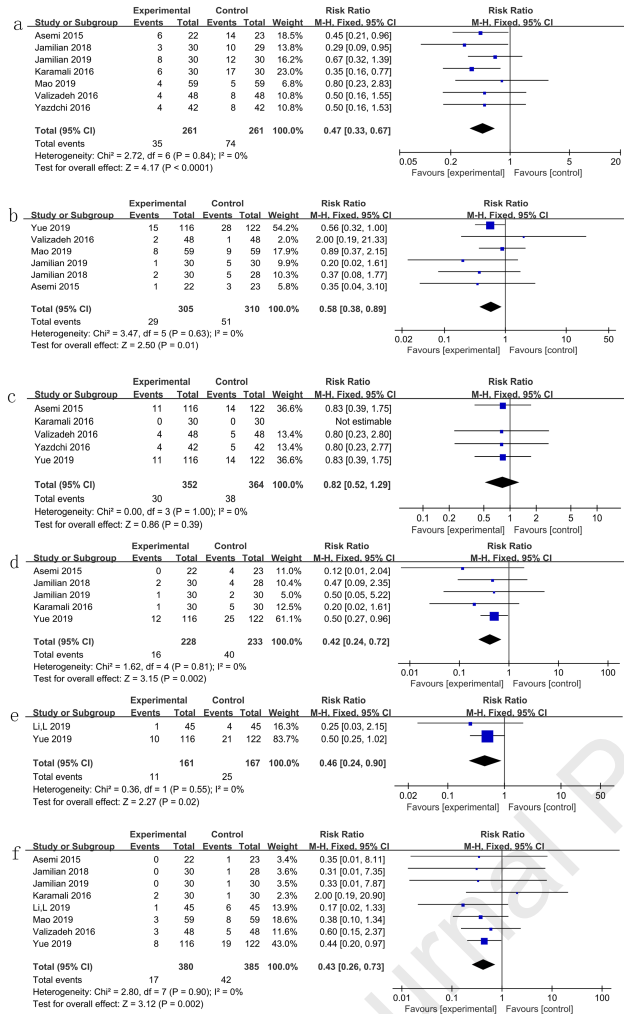 a
Experimental Control Risk Ratio Risk Ratio
Study or Subgroup Events Total Events Total Weight M-H, Fixed, 95% CI M-H, Fixed, 95% CI
Asemi 2015 6 22 14 23 18.5% 0.45 [0.21, 0.96]
Jamilian 2018 3 30 10 29 13.8% 0.29 [0.09, 0.95]
Jamilian 2019 8 30 12 30 16.2% 0.67 [0.32, 1.39]
Karamali 2016 6 30 17 30 23.0% 0.35 [0.16, 0.77]
Mao 2019 4 59 5 59 6.8% 0.80 [0.23, 2.83]
Valizadeh 2016 4 48 8 48 10.8% 0.50 [0.16, 1.55]
Yazdchi 2016 4 42 8 42 10.8% 0.50 [0.16, 1.53]
Total (95% CI) 261 261 100.0% 0.47 [0.33, 0.67]
Total events 35 74
Heterogeneity: Chi² = 2.72, df = 6 (P = 0.84); I² = 0%
Test for overall effect: Z = 4.17 (P < 0.0001)
0.05 0.2 1 5 20
Favours [experimental] Favours [control]
b
Experimental Control Risk Ratio Risk Ratio
Study or Subgroup Events Total Events Total Weight M-H, Fixed, 95% CI M-H, Fixed, 95% CI
Yue 2019 15 116 28 122 54.2% 0.56 [0.32, 1.00]
Valizadeh 2016 2 48 1 48 2.0% 2.00 [0.19, 21.33]
Mao 2019 8 59 9 59 18.0% 0.89 [0.37, 2.15]
Jamilian 2019 1 30 5 30 9.9% 0.20 [0.02, 1.61]
Jamilian 2018 2 30 5 28 10.3% 0.37 [0.08, 1.77]
Asemi 2015 1 22 3 23 5.8% 0.35 [0.04, 3.10]
Total (95% CI) 305 310 100.0% 0.58 [0.38, 0.89]
Total events 29 51
Heterogeneity: Chi² = 3.47, df = 5 (P = 0.63); I² = 0%
Test for overall effect: Z = 2.50 (P = 0.01)
0.02 0.1 1 10 50
Favours [experimental] Favours [control]
c
Experimental Control Risk Ratio Risk Ratio
Study or Subgroup Events Total Events Total Weight M-H, Fixed, 95% CI M-H, Fixed, 95% CI
Asemi 2015 11 116 14 122 36.6% 0.83 [0.39, 1.75]
Karamali 2016 0 30 0 30 Not estimable
Valizadeh 2016 4 48 5 48 13.4% 0.80 [0.23, 2.80]
Yazdchi 2016 4 42 5 42 13.4% 0.80 [0.23, 2.77]
Yue 2019 11 116 14 122 36.6% 0.83 [0.39, 1.75]
Total (95% CI) 352 364 100.0% 0.82 [0.52, 1.29]
Total events 30 38
Heterogeneity: Chi² = 0.00, df = 3 (P = 1.00); I² = 0%
Test for overall effect: Z = 0.86 (P = 0.39)
0.1 0.2 0.5 1 2 5 10
Favours [experimental] Favours [control]
d
Experimental Control Risk Ratio Risk Ratio
Study or Subgroup Events Total Events Total Weight M-H, Fixed, 95% CI M-H, Fixed, 95% CI
Asemi 2015 0 22 4 23 11.0% 0.12 [0.01, 2.04]
Jamilian 2018 2 30 4 28 10.4% 0.47 [0.09, 2.35]
Jamilian 2019 1 30 2 30 5.0% 0.50 [0.05, 5.22]
Karamali 2016 1 30 5 30 12.5% 0.20 [0.02, 1.61]
Yue 2019 12 116 25 122 61.1% 0.50 [0.27, 0.96]
Total (95% CI) 228 233 100.0% 0.42 [0.24, 0.72]
Total events 16 40
Heterogeneity: Chi² = 1.62, df = 4 (P = 0.81); I² = 0%
Test for overall effect: Z = 3.15 (P = 0.002)
0.01 0.1 1 10 100
Favours [experimental] Favours [control]
e
Experimental Control Risk Ratio Risk Ratio
Study or Subgroup Events Total Events Total Weight M-H, Fixed, 95% CI M-H, Fixed, 95% CI
Li,L 2019 1 45 4 45 16.3% 0.25 [0.03, 2.15]
Yue 2019 10 116 21 122 83.7% 0.50 [0.25, 1.02]
Total (95% CI) 161 167 100.0% 0.46 [0.24, 0.90]
Total events 11 25
Heterogeneity: Chi² = 0.36, df = 1 (P = 0.55); I² = 0%
Test for overall effect: Z = 2.27 (P = 0.02)
0.02 0.1 1 10 50
Favours [experimental] Favours [control]
f
Experimental Control Risk Ratio Risk Ratio
Study or Subgroup Events Total Events Total Weight M-H, Fixed, 95% CI M-H, Fixed, 95% CI
Asemi 2015 0 22 1 23 3.4% 0.35 [0.01, 8.11]
Jamilian 2018 0 30 1 28 3.6% 0.31 [0.01, 7.35]
Jamilian 2019 0 30 1 30 3.5% 0.33 [0.01, 7.87]
Karamali 2016 2 30 1 30 2.3% 2.00 [0.19, 20.90]
Li,L 2019 1 45 6 45 13.9% 0.17 [0.02, 1.33]
Mao 2019 3 59 8 59 18.6% 0.38 [0.10, 1.34]
Valizadeh 2016 3 48 5 48 11.6% 0.60 [0.15, 2.37]
Yue 2019 8 116 19 122 43.0% 0.44 [0.20, 0.97]
Total (95% CI) 380 385 100.0% 0.43 [0.26, 0.73]
Total events 17 42
Heterogeneity: Chi² = 2.80, df = 7 (P = 0.90); I² = 0%
Test for overall effect: Z = 3.12 (P = 0.002)
0.01 0.1 1 10 100
Favours [experimental] Favours [control]
urnal P